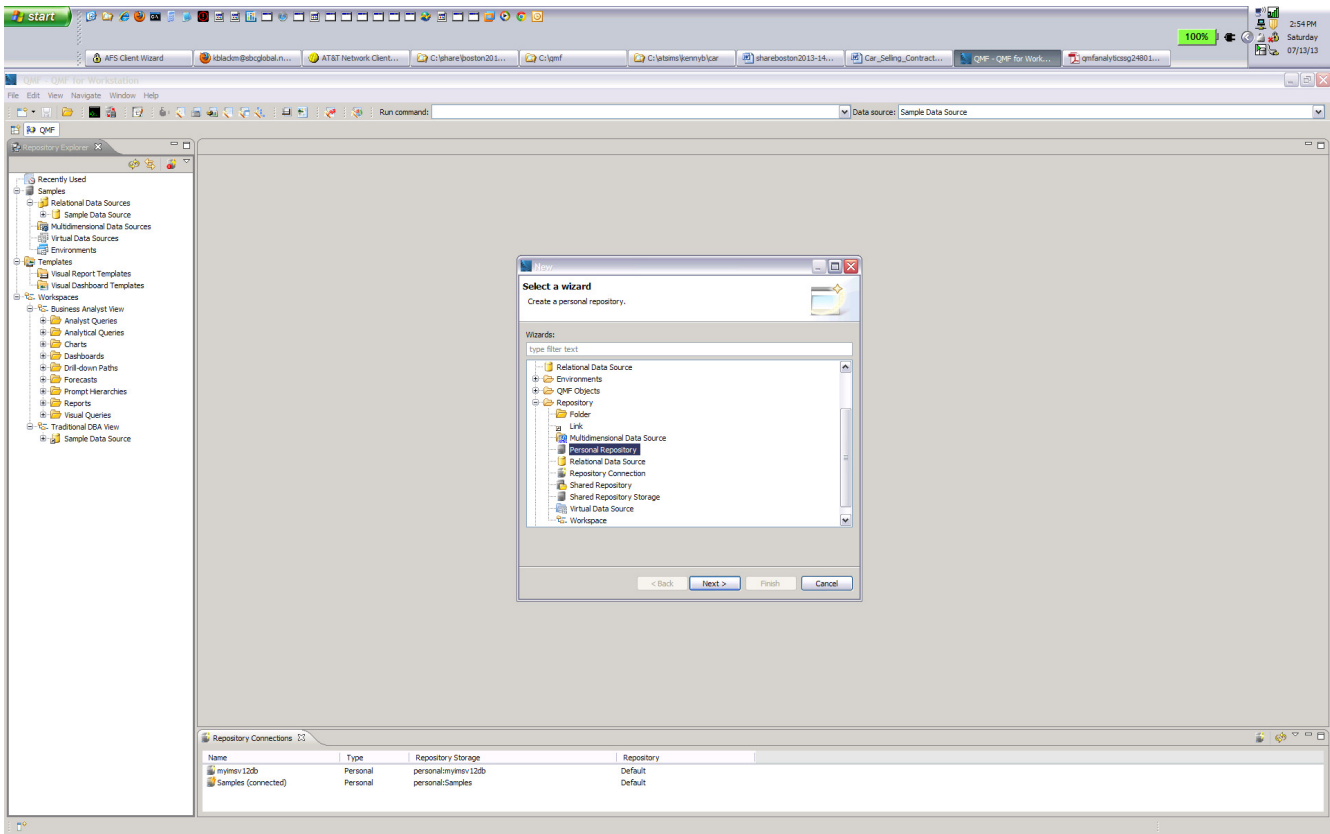 start
2:54 PM
100%
Saturday
07/13/13
AFS Client Wizard
kblackm@sbcglobal.n...
AT&T Network Client...
C:\share\boston201...
C:\qmf
C:\atsims\kennyb\car
shareboston2013-14...
Car_Selling_Contract...
QMF - QMF for Work...
qmfanalyticssg24801...
QMF - QMF for Workstation
File Edit View Navigate Window Help
Run command:
Data source: Sample Data Source
QMF
Repository Explorer
Recently Used
Samples
Relational Data Sources
Sample Data Source
Multidimensional Data Sources
Virtual Data Sources
Environments
Templates
Visual Report Templates
Visual Dashboard Templates
Workspaces
Business Analyst View
Analyst Queries
Analytical Queries
Charts
Dashboards
Drill-down Paths
Forecasts
Prompt Hierarchies
Reports
Visual Queries
Traditional DBA View
Sample Data Source
New
Select a wizard
Create a personal repository.
Wizards:
type filter text
Relational Data Source
Environments
QMF Objects
Repository
Folder
Link
Multidimensional Data Source
Personal Repository
Relational Data Source
Repository Connection
Shared Repository
Shared Repository Storage
Virtual Data Source
Workspace
< Back Next > Finish Cancel
Repository Connections
Name Type Repository Storage Repository
myimsv12db Personal personal:myimsv12db Default
Samples (connected) Personal personal:Samples Default